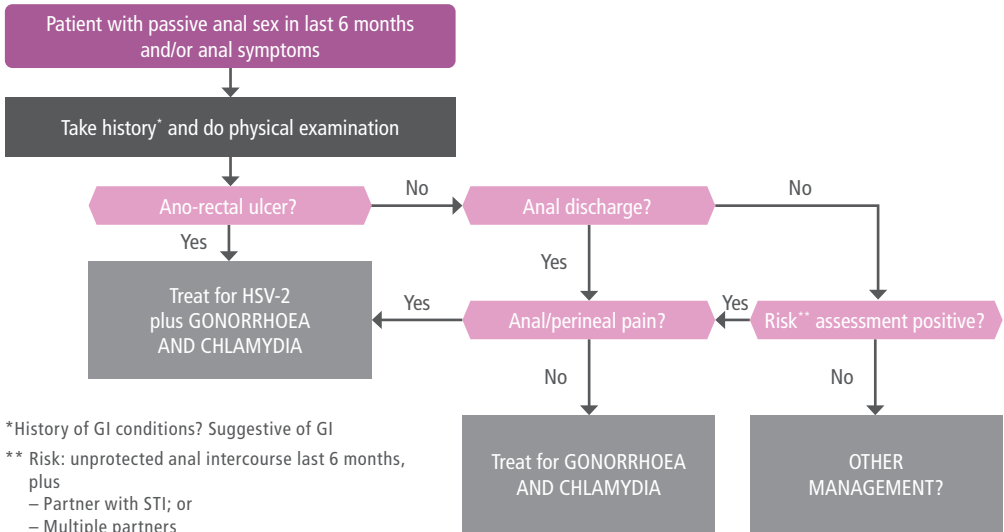 Patient with passive anal sex in last 6 months
and/or anal symptoms
Take history* and do physical examination
Ano-rectal ulcer?
No
Anal discharge?
No
Yes
Yes
Treat for HSV-2
plus GONORRHOEA
AND CHLAMYDIA
Yes
Anal/perineal pain?
Yes
Risk** assessment positive?
No
No
Treat for GONORRHOEA
AND CHLAMYDIA
OTHER
MANAGEMENT?
*History of GI conditions? Suggestive of GI
** Risk: unprotected anal intercourse last 6 months,
plus
– Partner with STI; or
– Multiple partners